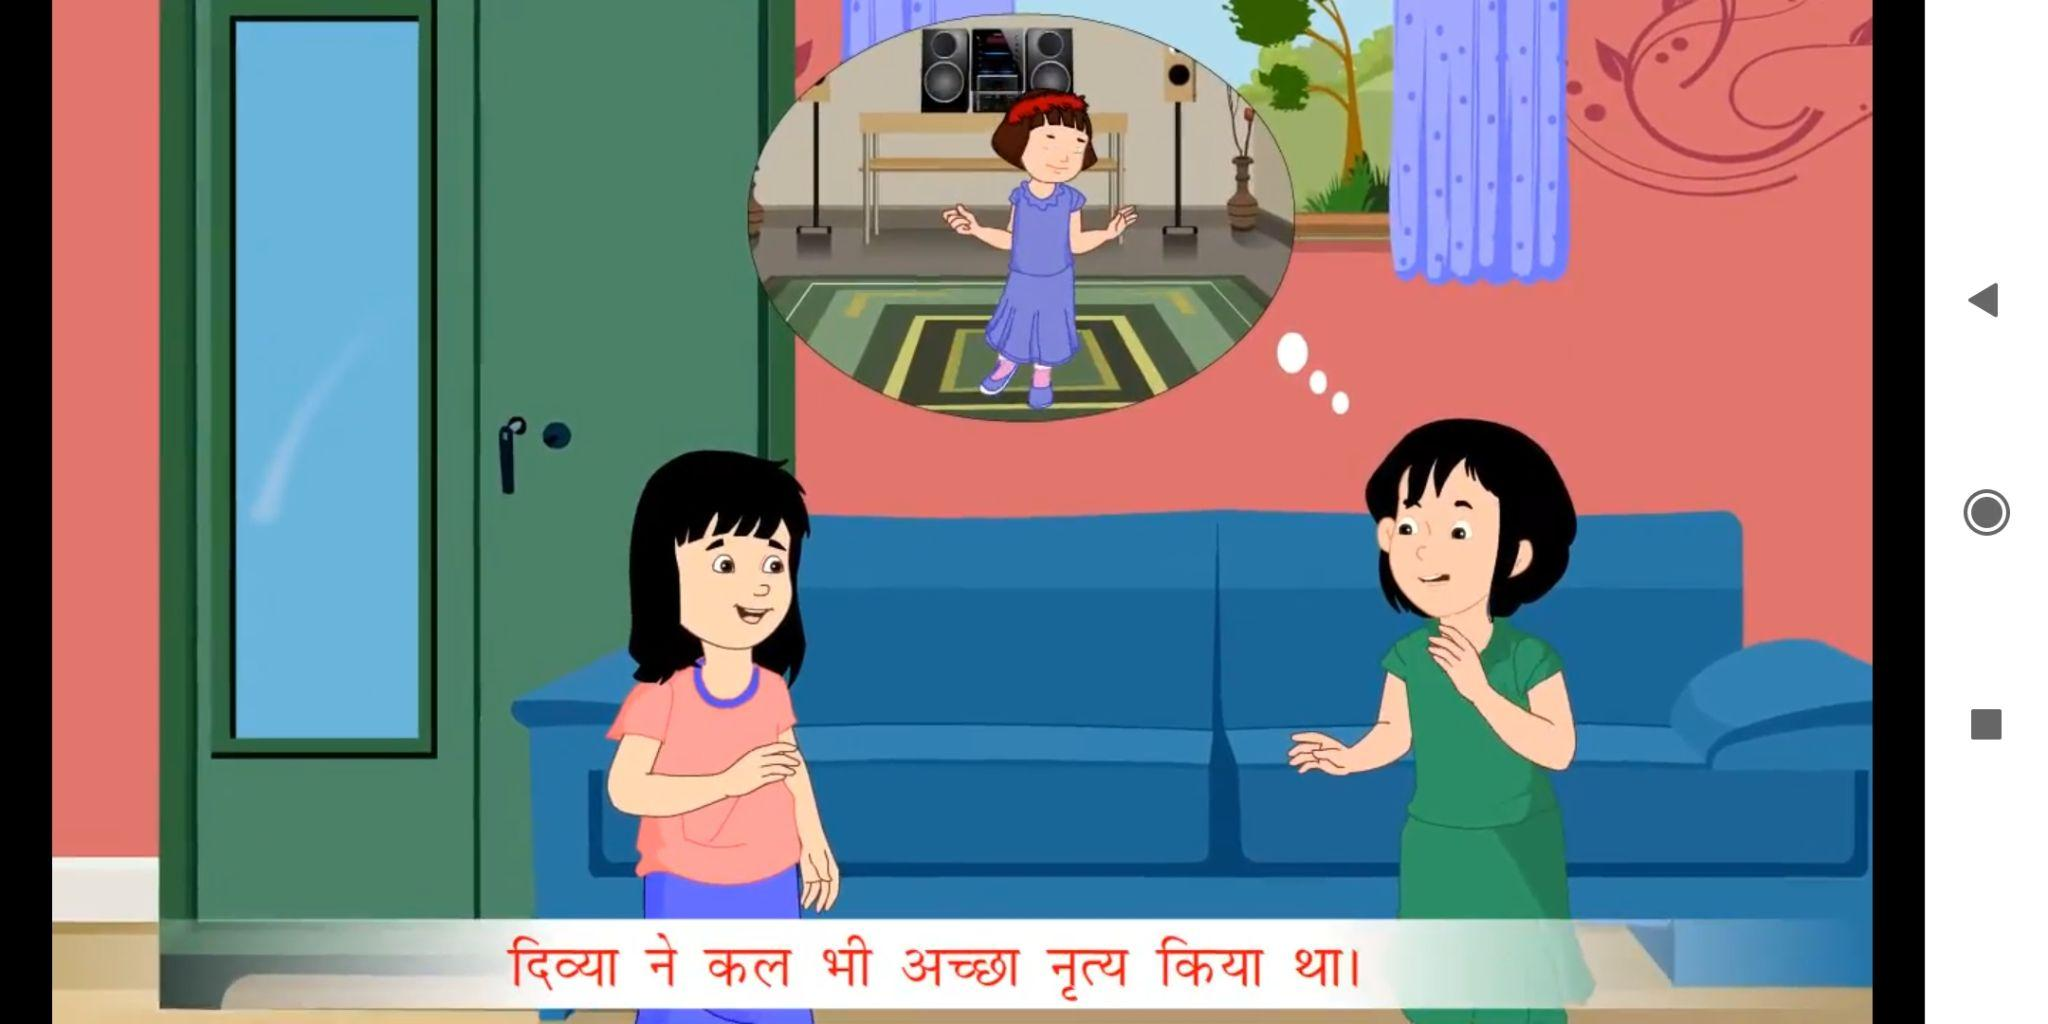 दिव्या ने कल भी अच्छा नृत्य किया था।